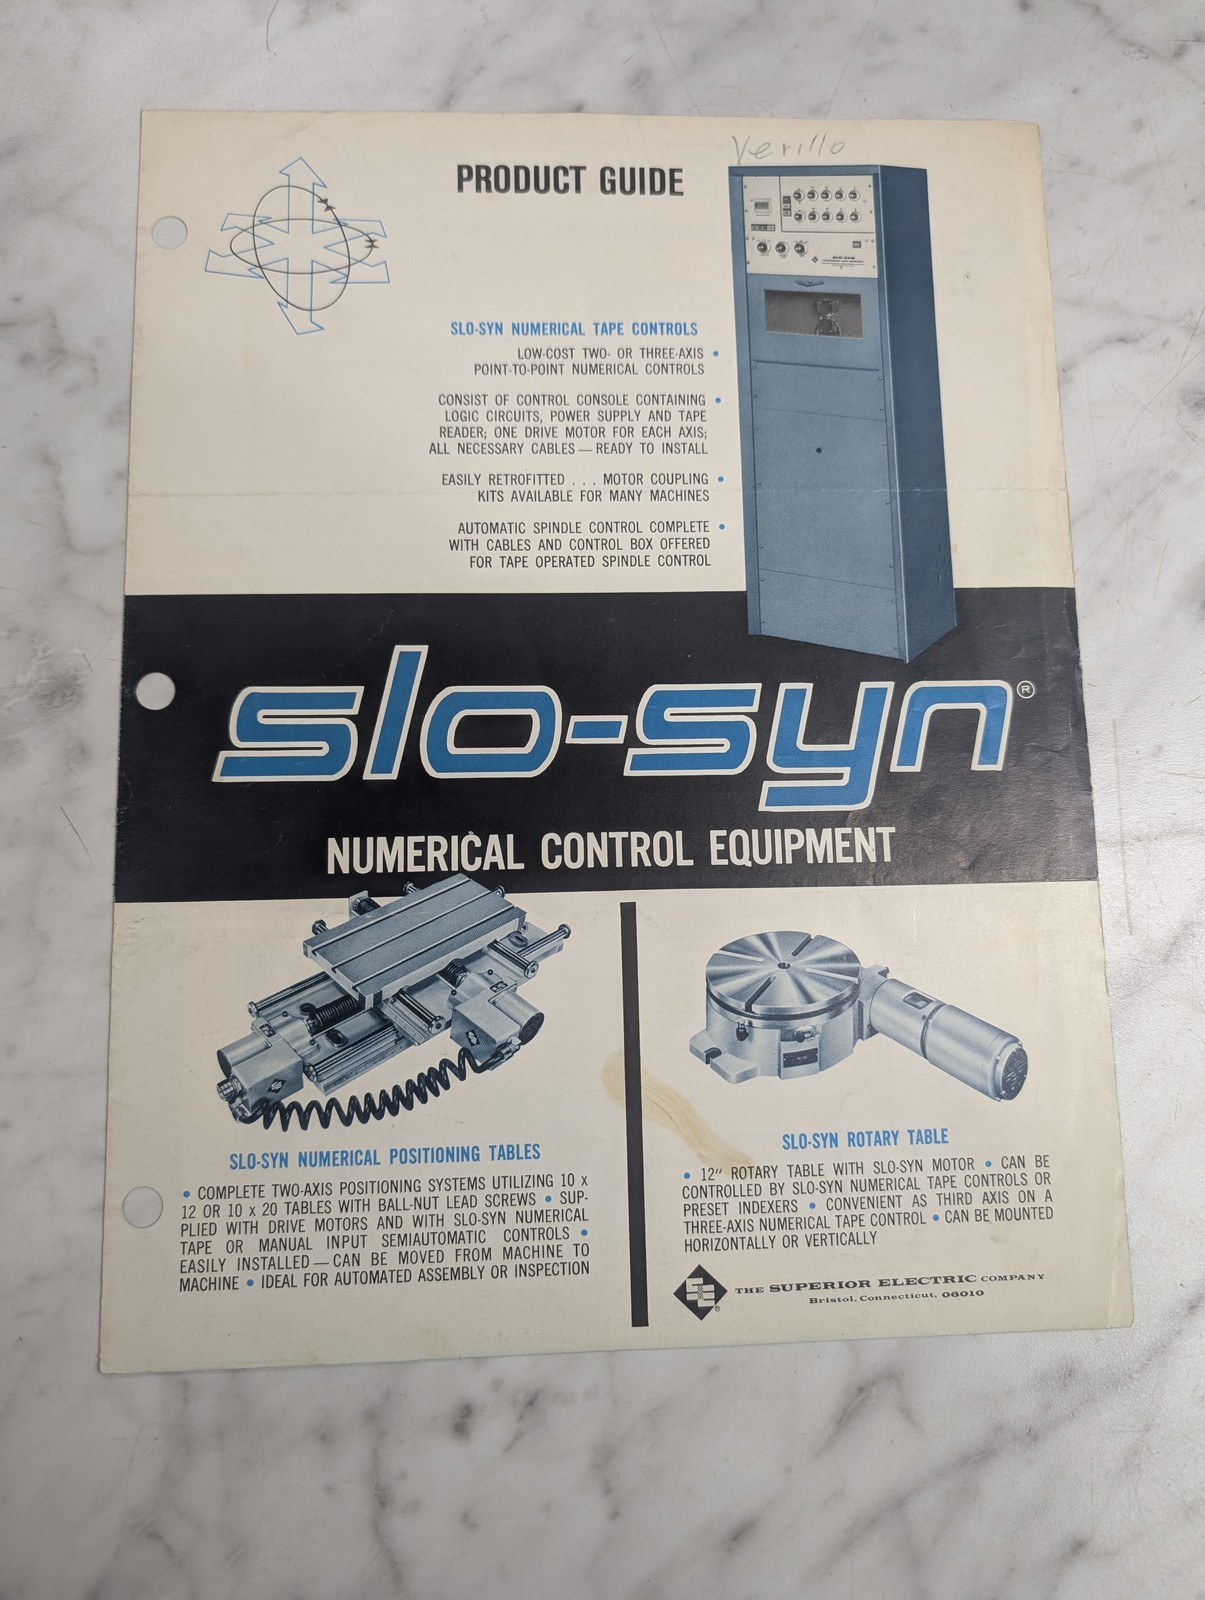 Verillo
PRODUCT GUIDE
SLO-SYN NUMERICAL TAPE CONTROLS
LOW-COST TWO- OR THREE-AXIS •
POINT-TO-POINT NUMERICAL CONTROLS
CONSIST OF CONTROL CONSOLE CONTAINING •
LOGIC CIRCUITS, POWER SUPPLY AND TAPE
READER; ONE DRIVE MOTOR FOR EACH AXIS;
ALL NECESSARY CABLES — READY TO INSTALL
EASILY RETROFITTED . . . MOTOR COUPLING •
KITS AVAILABLE FOR MANY MACHINES
AUTOMATIC SPINDLE CONTROL COMPLETE •
WITH CABLES AND CONTROL BOX OFFERED
FOR TAPE OPERATED SPINDLE CONTROL
SLO-SYN
slo-syn®
NUMERICAL CONTROL EQUIPMENT
SLO-SYN NUMERICAL POSITIONING TABLES
• COMPLETE TWO-AXIS POSITIONING SYSTEMS UTILIZING 10 x
12 OR 10 x 20 TABLES WITH BALL-NUT LEAD SCREWS • SUP-
PLIED WITH DRIVE MOTORS AND WITH SLO-SYN NUMERICAL
TAPE OR MANUAL INPUT SEMIAUTOMATIC CONTROLS •
EASILY INSTALLED — CAN BE MOVED FROM MACHINE TO
MACHINE • IDEAL FOR AUTOMATED ASSEMBLY OR INSPECTION
SLO-SYN ROTARY TABLE
• 12" ROTARY TABLE WITH SLO-SYN MOTOR • CAN BE
CONTROLLED BY SLO-SYN NUMERICAL TAPE CONTROLS OR
PRESET INDEXERS • CONVENIENT AS THIRD AXIS ON A
THREE-AXIS NUMERICAL TAPE CONTROL • CAN BE MOUNTED
HORIZONTALLY OR VERTICALLY
SE®
THE SUPERIOR ELECTRIC COMPANY
Bristol, Connecticut, 06010